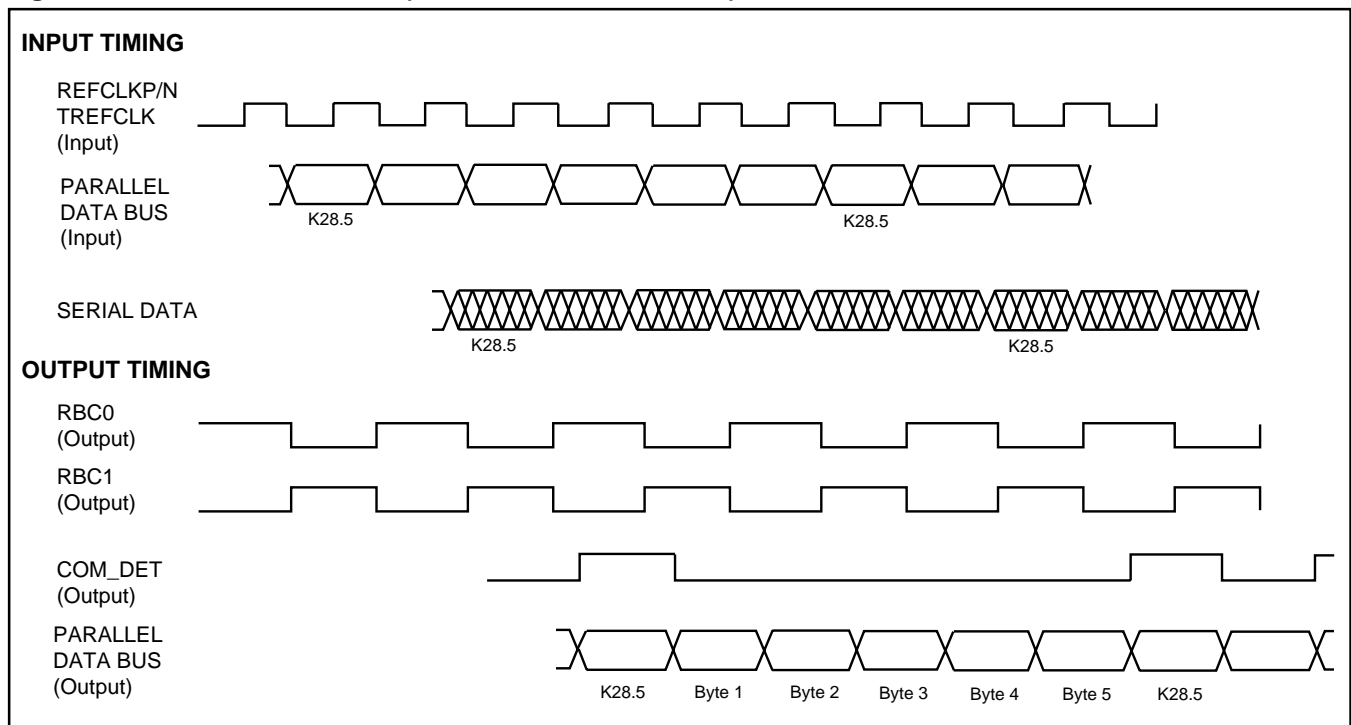 INPUT TIMING
REFCLKP/N
TREFCLK
(Input)
PARALLEL
DATA BUS
(Input)
K28.5
K28.5
SERIAL DATA
K28.5
K28.5
OUTPUT TIMING
RBC0
(Output)
RBC1
(Output)
COM_DET
(Output)
PARALLEL
DATA BUS
(Output)
K28.5 Byte 1 Byte 2 Byte 3 Byte 4 Byte 5 K28.5